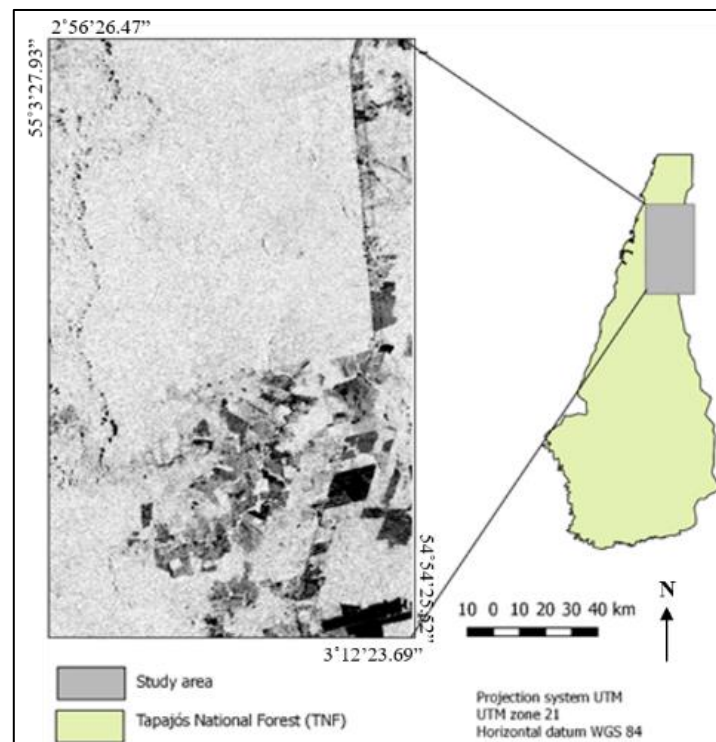 2˚56’26.47”)
55˚3’27.93”)
54˚54’25.52”
3˚12’23.69”)
10 0 10 20 30 40 km
N
Study area
Tapajós National Forest (TNF)
Projection system UTM
UTM zone 21
Horizontal datum WGS 84